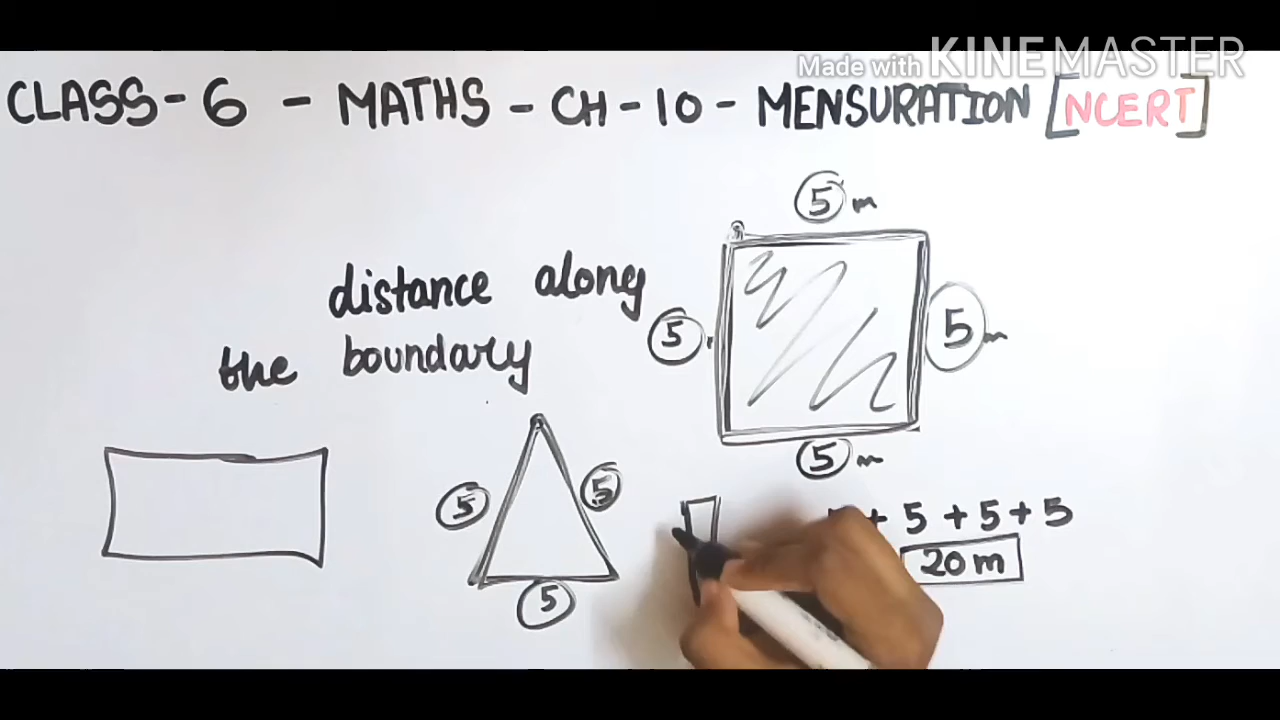 Made with KINEMASTER
CLASS-6 - MATHS - CH-10 - MENSURATION [NCERT]
5 m
distance along
the boundary
5
5 m
5 m
5
5
5
+ 5 + 5 + 5
20 m